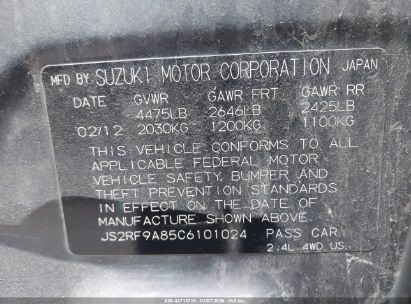 MFD BY SUZUKI MOTOR CORPORATION JAPAN
DATE GVWR GAWR FRT GAWR RR
4475LB 2646LB 2425LB
02/12 2030KG 1200KG 1100KG
THIS VEHICLE CONFORMS TO ALL
APPLICABLE FEDERAL MOTOR
VEHICLE SAFETY, BUMPER AND
THEFT PREVENTION STANDARDS
IN EFFECT ON THE DATE OF
MANUFACTURE SHOWN ABOVE.
JS2RF9A85C6101024 PASS CAR
2.4L 4WD US